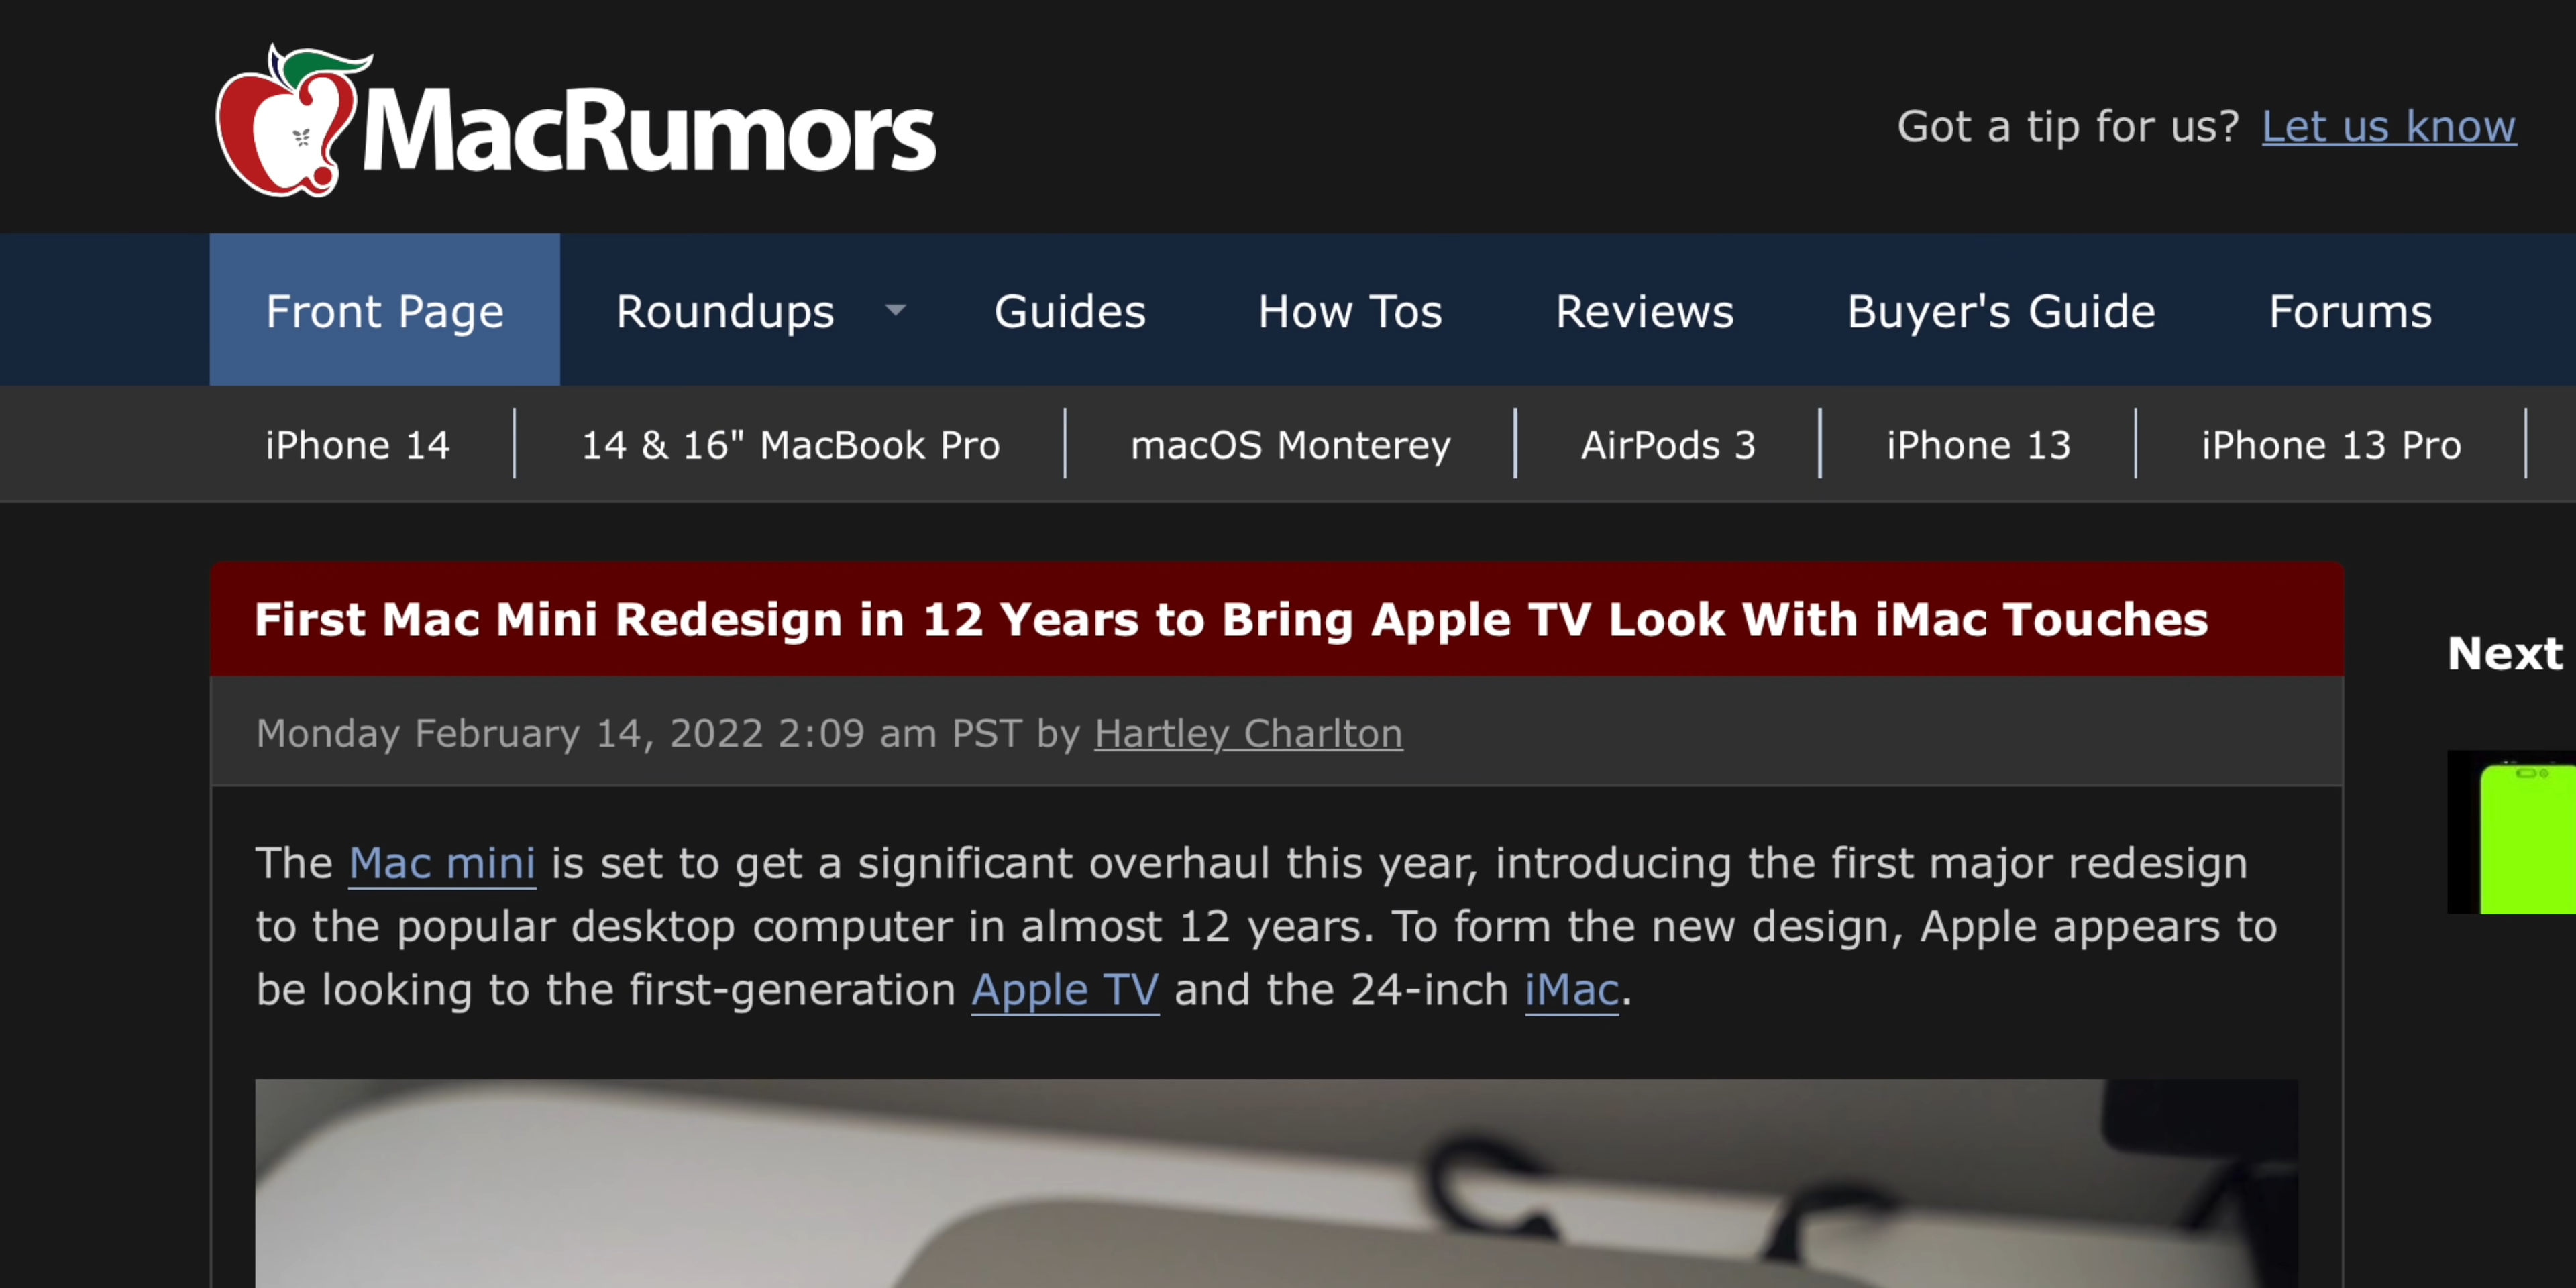 MacRumors
Got a tip for us? Let us know
Front Page
Roundups
Guides
How Tos
Reviews
Buyer's Guide
Forums
iPhone 14
14 & 16" MacBook Pro
macOS Monterey
AirPods 3
iPhone 13
iPhone 13 Pro
First Mac Mini Redesign in 12 Years to Bring Apple TV Look With iMac Touches
Monday February 14, 2022 2:09 am PST by Hartley Charlton
The Mac mini is set to get a significant overhaul this year, introducing the first major redesign
to the popular desktop computer in almost 12 years. To form the new design, Apple appears to
be looking to the first-generation Apple TV and the 24-inch iMac.
Next